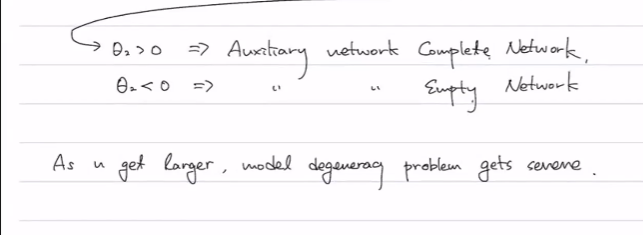 θ₂ > 0 => Auxiliary network Complete Network,
θ₂ < 0 => " " Empty Network
As n get larger, model degeneracy problem gets severe.